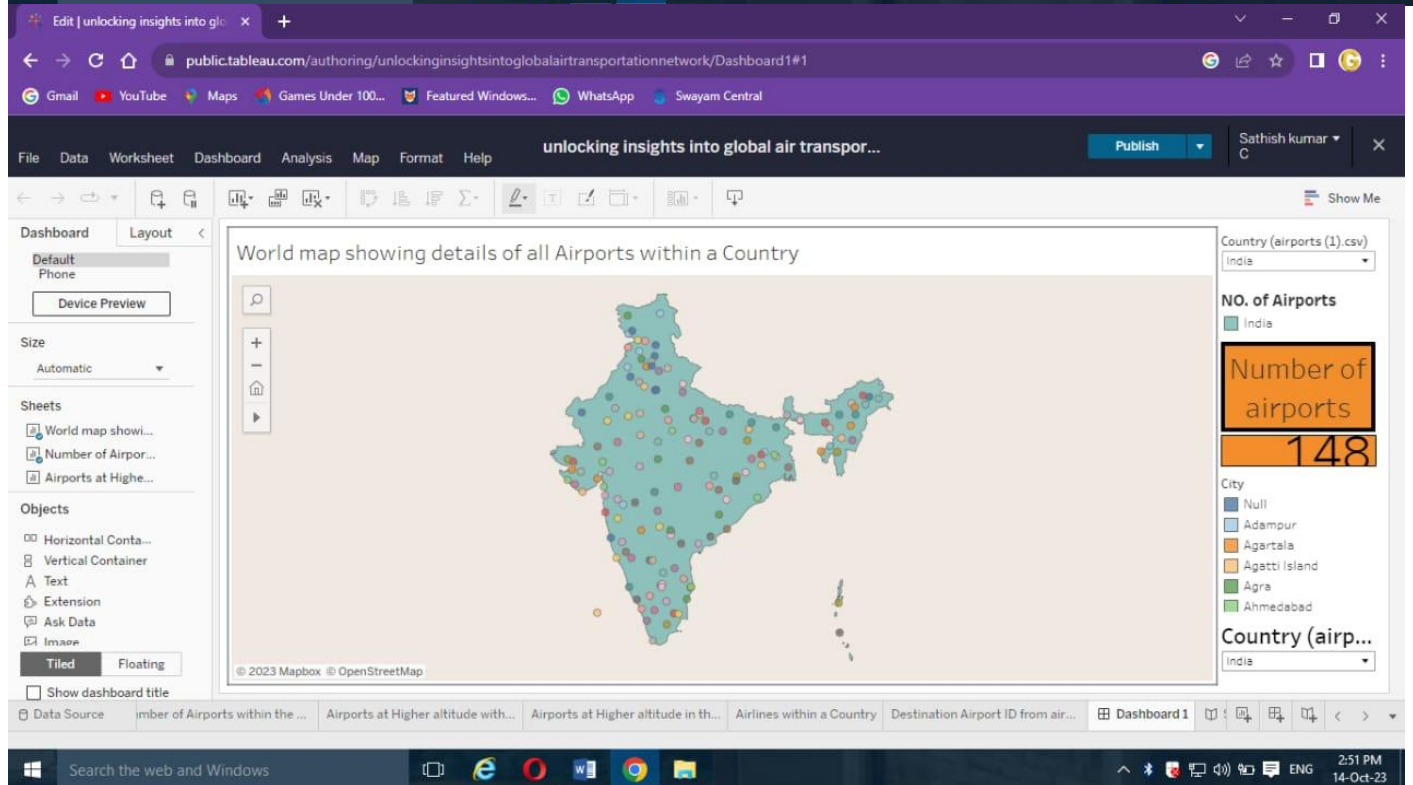 Edit | unlocking insights into glo
public.tableau.com/authoring/unlockinginsightsintoglobalairtransportationnetwork/Dashboard1#1
Gmail YouTube Maps Games Under 100... Featured Windows... WhatsApp Swayam Central
File Data Worksheet Dashboard Analysis Map Format Help
unlocking insights into global air transpor...
Publish
Sathish kumar
C
Show Me
Dashboard Layout
Default
Phone
Device Preview
Size
Automatic
Sheets
World map showi...
Number of Airpor...
Airports at Highe...
Objects
Horizontal Conta...
Vertical Container
A Text
Extension
Ask Data
Image
Tiled Floating
Show dashboard title
World map showing details of all Airports within a Country
© 2023 Mapbox © OpenStreetMap
Country (airports (1).csv)
India
NO. of Airports
India
Number of
airports
148
City
Null
Adampur
Agartala
Agatti Island
Agra
Ahmedabad
Country (airp...
India
Data Source mber of Airports within the ... Airports at Higher altitude with... Airports at Higher altitude in th... Airlines within a Country Destination Airport ID from air... Dashboard 1
Search the web and Windows
ENG
2:51 PM
14-Oct-23